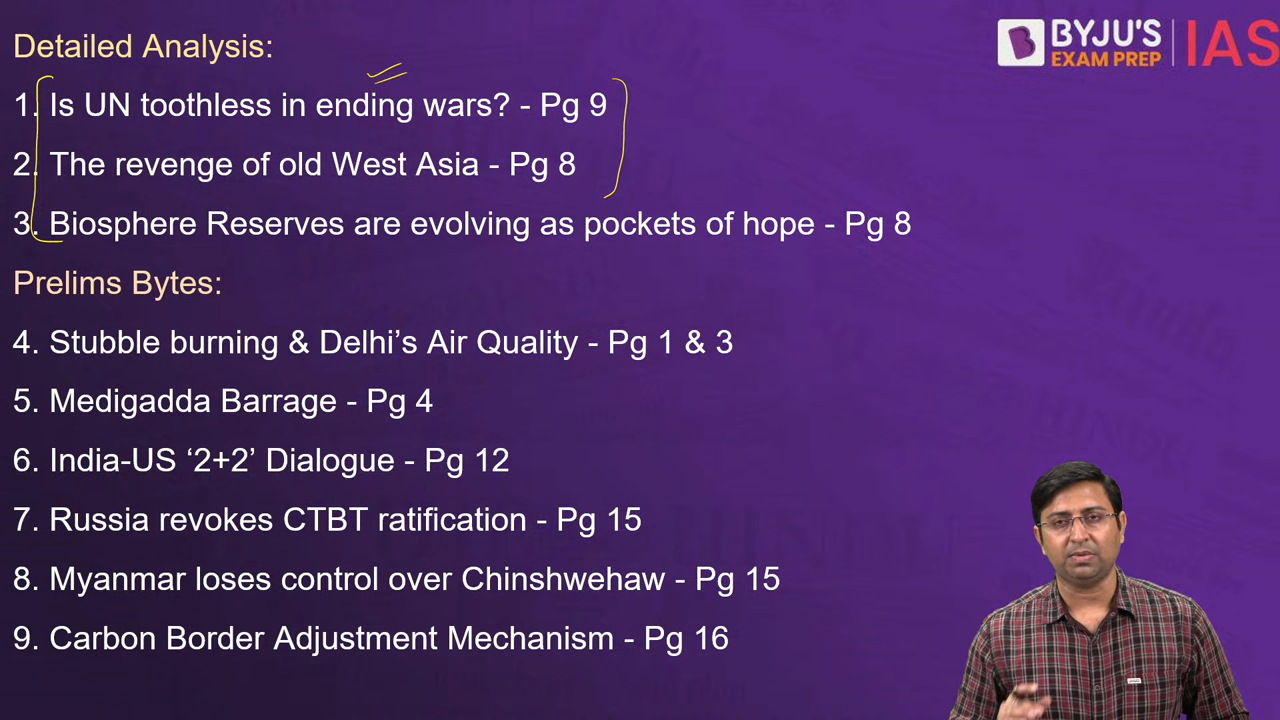 Detailed Analysis:
BYJU'S
EXAM PREP
IAS
1. Is UN toothless in ending wars? - Pg 9
2. The revenge of old West Asia - Pg 8
3. Biosphere Reserves are evolving as pockets of hope - Pg 8
Prelims Bytes:
4. Stubble burning & Delhi’s Air Quality - Pg 1 & 3
5. Medigadda Barrage - Pg 4
6. India-US ‘2+2’ Dialogue - Pg 12
7. Russia revokes CTBT ratification - Pg 15
8. Myanmar loses control over Chinshwehaw - Pg 15
9. Carbon Border Adjustment Mechanism - Pg 16